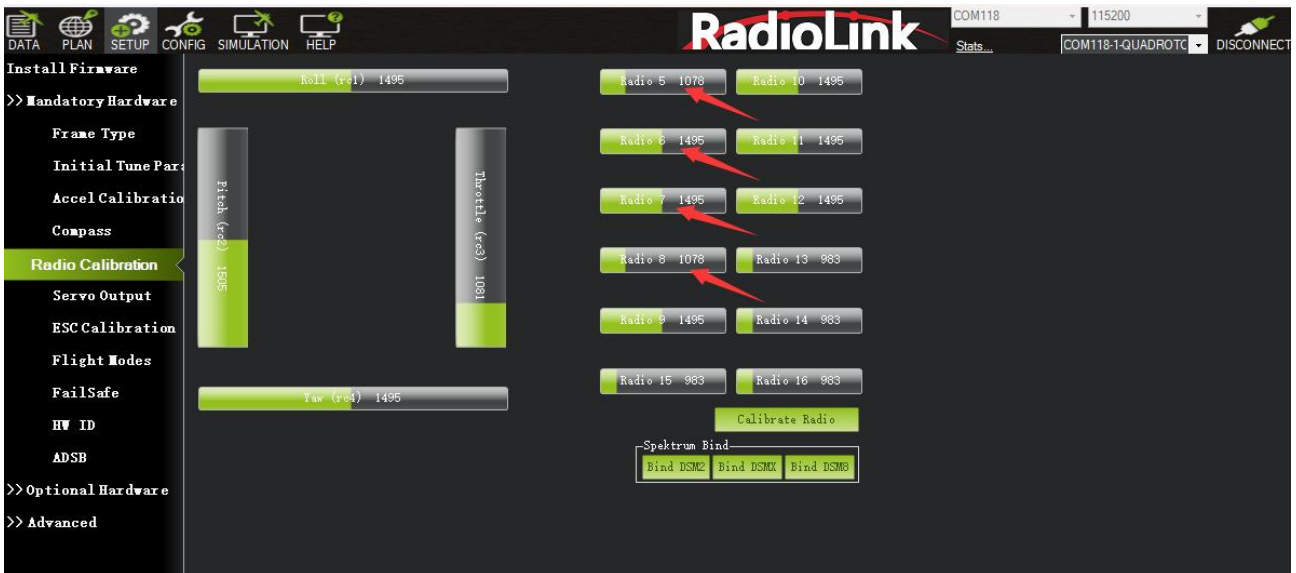 DATA PLAN SETUP CONFIG SIMULATION HELP
RadioLink
COM118 115200
Stats... COM118-1-QUADROTC DISCONNECT
Install Firmware
>> Mandatory Hardware
Frame Type
Initial Tune Para
Accel Calibratio
Compass
Radio Calibration
Servo Output
ESC Calibration
Flight Modes
FailSafe
HW ID
ADSB
>> Optional Hardware
>> Advanced
Roll (rc1) 1495
Pitch (rc2) 1505
Throttle (rc3) 1081
Yaw (rc4) 1495
Radio 5 1078 Radio 10 1495
Radio 6 1495 Radio 11 1495
Radio 7 1495 Radio 12 1495
Radio 8 1078 Radio 13 983
Radio 9 1495 Radio 14 983
Radio 15 983 Radio 16 983
Calibrate Radio
Spektrum Bind
Bind DSM2 Bind DSMX Bind DSM8